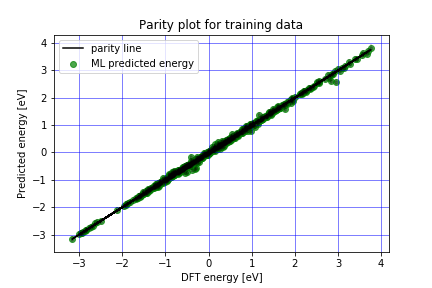 Parity plot for training data
parity line
ML predicted energy
Predicted energy [eV]
4
3
2
1
0
−1
−2
−3
−3 −2 −1 0 1 2 3 4
DFT energy [eV]